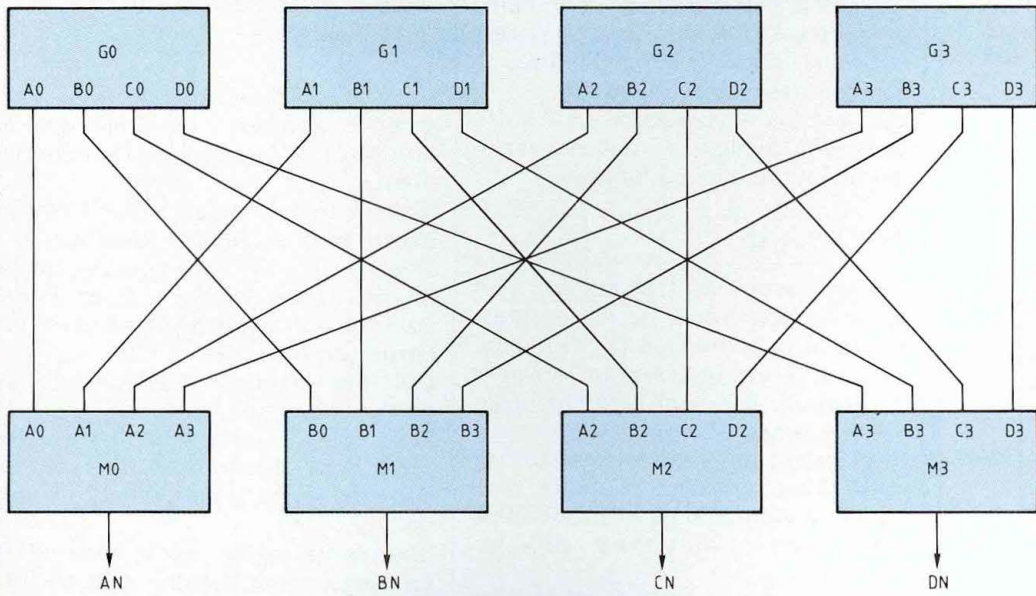 G0 G1 G2 G3
A0 B0 C0 D0 A1 B1 C1 D1 A2 B2 C2 D2 A3 B3 C3 D3
A0 A1 A2 A3 B0 B1 B2 B3 A2 B2 C2 D2 A3 B3 C3 D3
M0 M1 M2 M3
AN BN CN DN